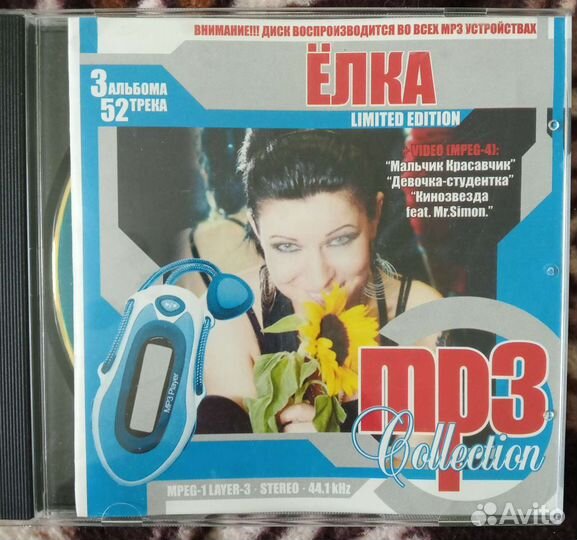 ВНИМАНИЕ!!! ДИСК ВОСПРОИЗВОДИТСЯ ВО ВСЕХ MP3 УСТРОЙСТВАХ
3 АЛЬБОМА
52 ТРЕКА
ЁЛКА
LIMITED EDITION
+VIDEO (MPEG-4):
"Мальчик Красавчик"
"Девочка-студентка"
"Кинозвезда
feat. Mr.Simon."
MP3 Player
mp3
Collection
MPEG-1 LAYER-3 · STEREO · 44.1 kHz
Avito